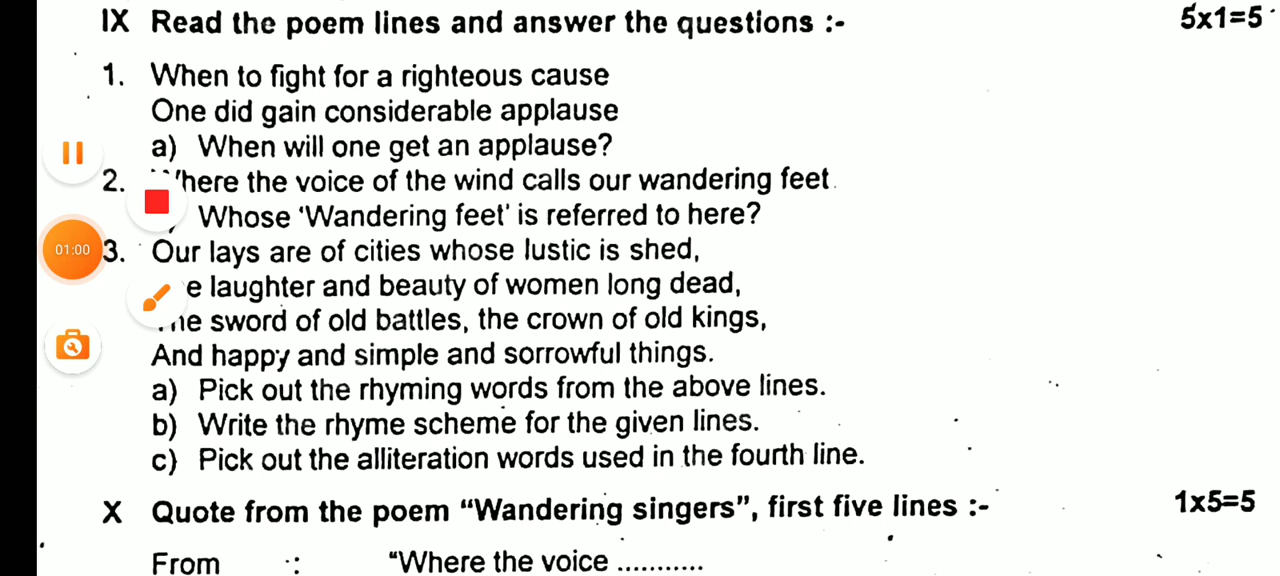 IX Read the poem lines and answer the questions :- 5x1=5
1. When to fight for a righteous cause
One did gain considerable applause
a) When will one get an applause?
2. here the voice of the wind calls our wandering feet
Whose 'Wandering feet' is referred to here?
01:00
3. Our lays are of cities whose lustic is shed,
e laughter and beauty of women long dead,
he sword of old battles, the crown of old kings,
And happy and simple and sorrowful things.
a) Pick out the rhyming words from the above lines.
b) Write the rhyme scheme for the given lines.
c) Pick out the alliteration words used in the fourth line.
X Quote from the poem "Wandering singers", first five lines :- 1x5=5
From : "Where the voice ...........